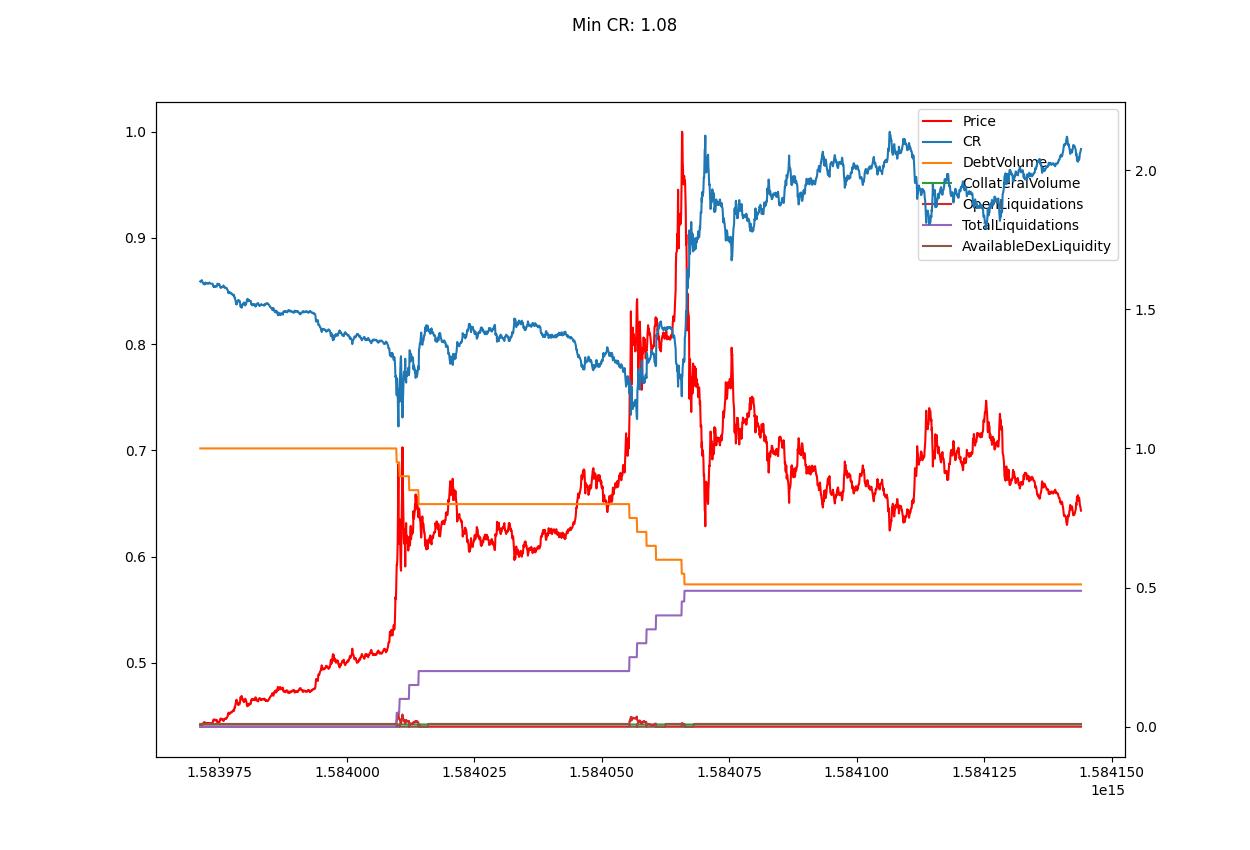 Min CR: 1.08
1.0
0.9
0.8
0.7
0.6
0.5
2.0
1.5
1.0
0.5
0.0
Price
CR
DebtVolume
CollateralVolume
OpenLiquidations
TotalLiquidations
AvailableDexLiquidity
1.583975 1.584000 1.584025 1.584050 1.584075 1.584100 1.584125 1.584150
1e15